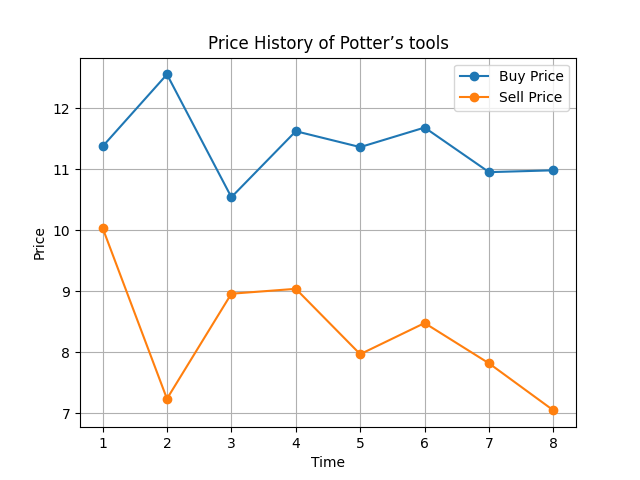 Price History of Potter’s tools
Buy Price
Sell Price
12
11
10
9
8
7
Price
1 2 3 4 5 6 7 8
Time